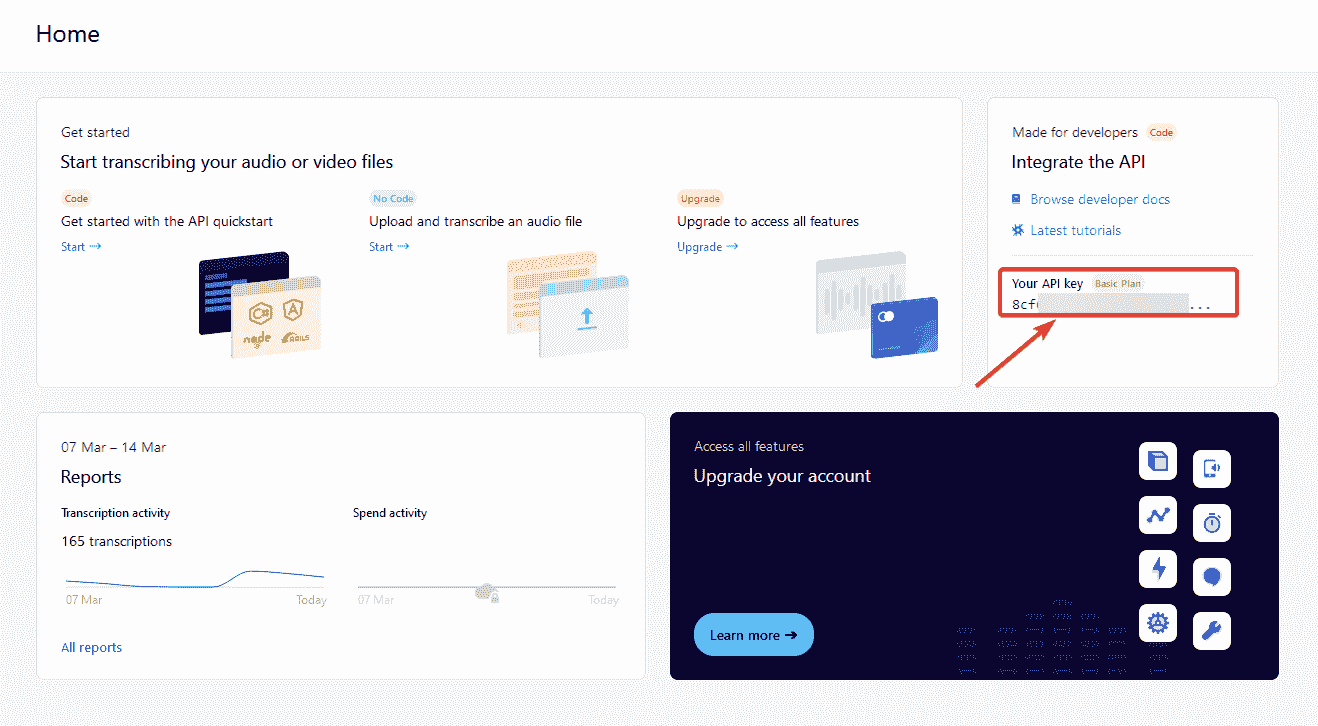 Home
Get started
Start transcribing your audio or video files
Code
Get started with the API quickstart
Start →
No Code
Upload and transcribe an audio file
Start →
Upgrade
Upgrade to access all features
Upgrade →
C#
A
node
RAILS
Made for developers Code
Integrate the API
Browse developer docs
Latest tutorials
Your API key Basic Plan
8cf ...
07 Mar – 14 Mar
Reports
Transcription activity
165 transcriptions
07 Mar Today
Spend activity
07 Mar Today
All reports
Access all features
Upgrade your account
Learn more →